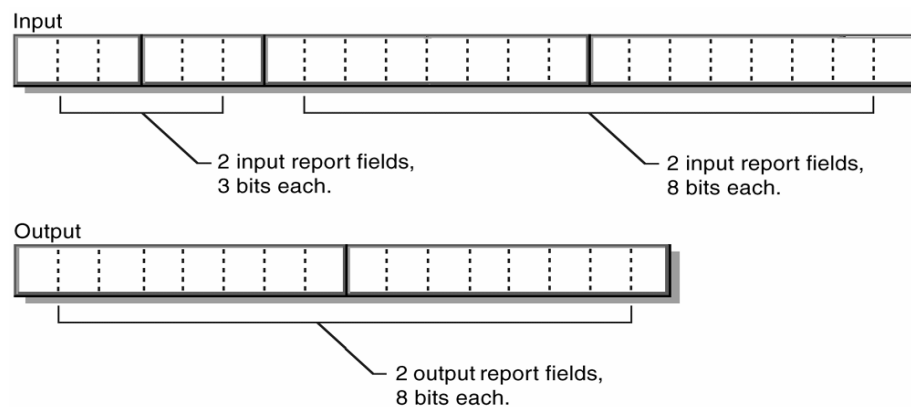 Input
2 input report fields,
3 bits each.
2 input report fields,
8 bits each.
Output
2 output report fields,
8 bits each.